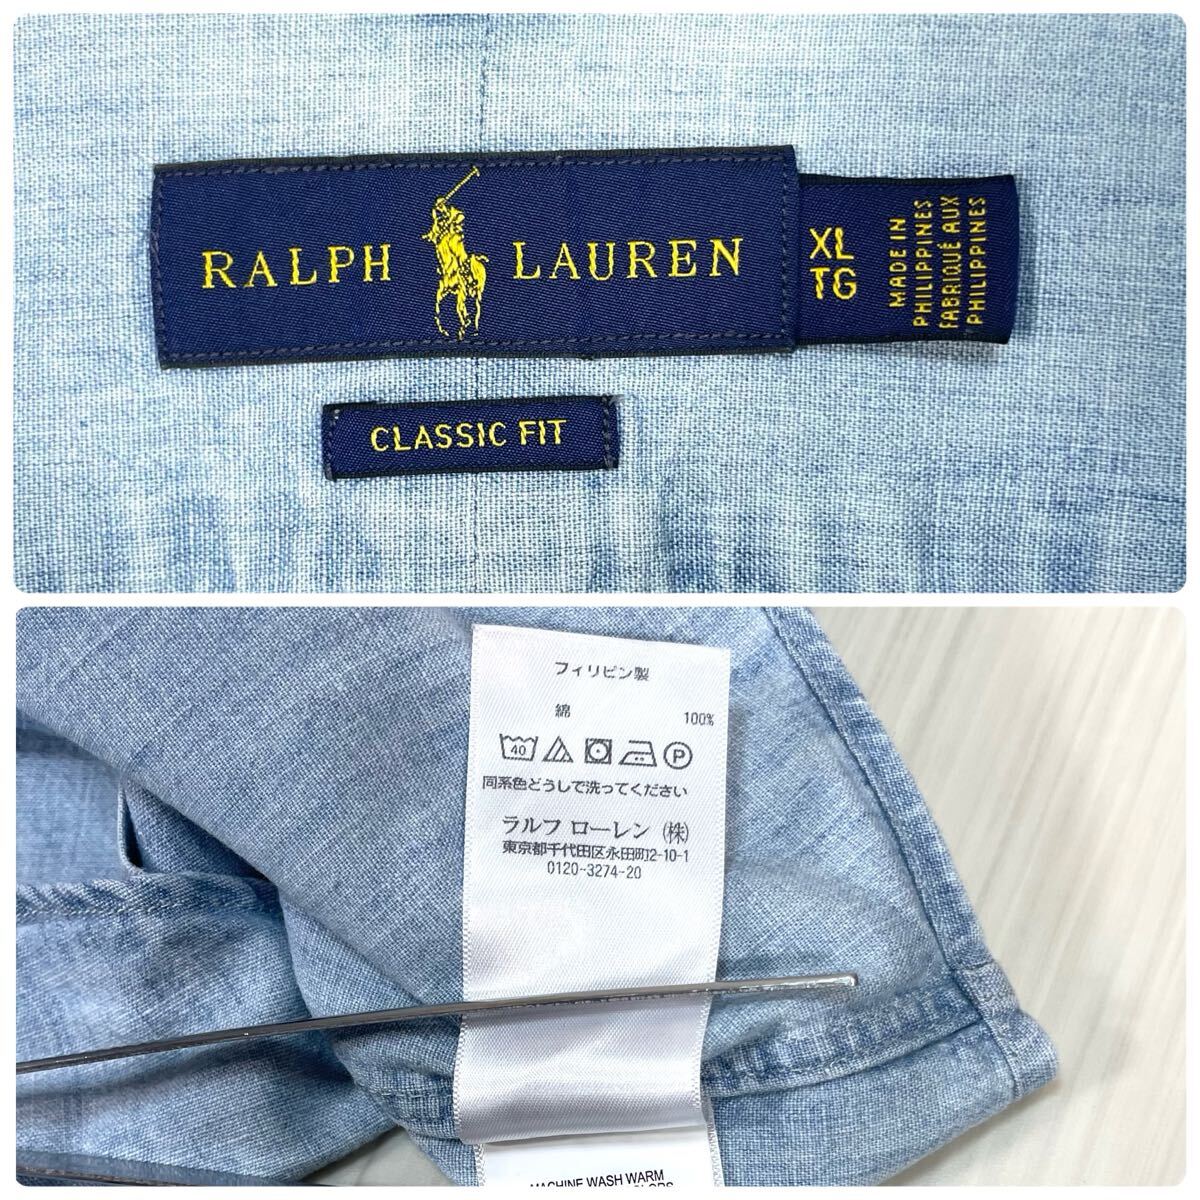 RALPH LAUREN
XL
TG
MADE IN
PHILIPPINES
FABRIQUÉ AUX
PHILIPPINES
CLASSIC FIT
フィリピン製
綿 100%
40 P
同系色どうしで洗ってください
ラルフ ローレン (株)
東京都千代田区永田町2-10-1
0120-3274-20
MACHINE WASH WARM